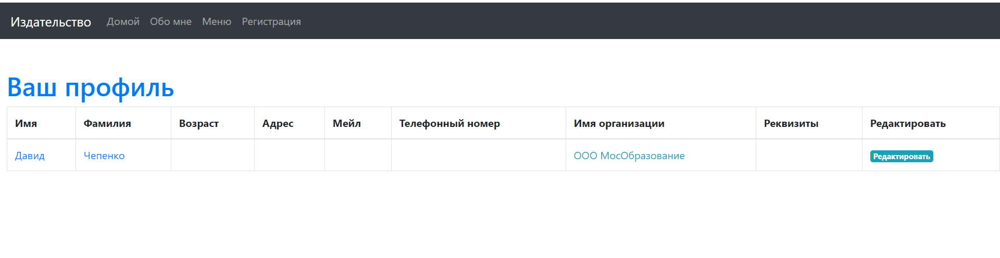 Издательство Домой Обо мне Меню Регистрация
Ваш профиль
Имя Фамилия Возраст Адрес Мейл Телефонный номер Имя организации Реквизиты Редактировать
Давид Чепенко ООО МосОбразование Редактировать